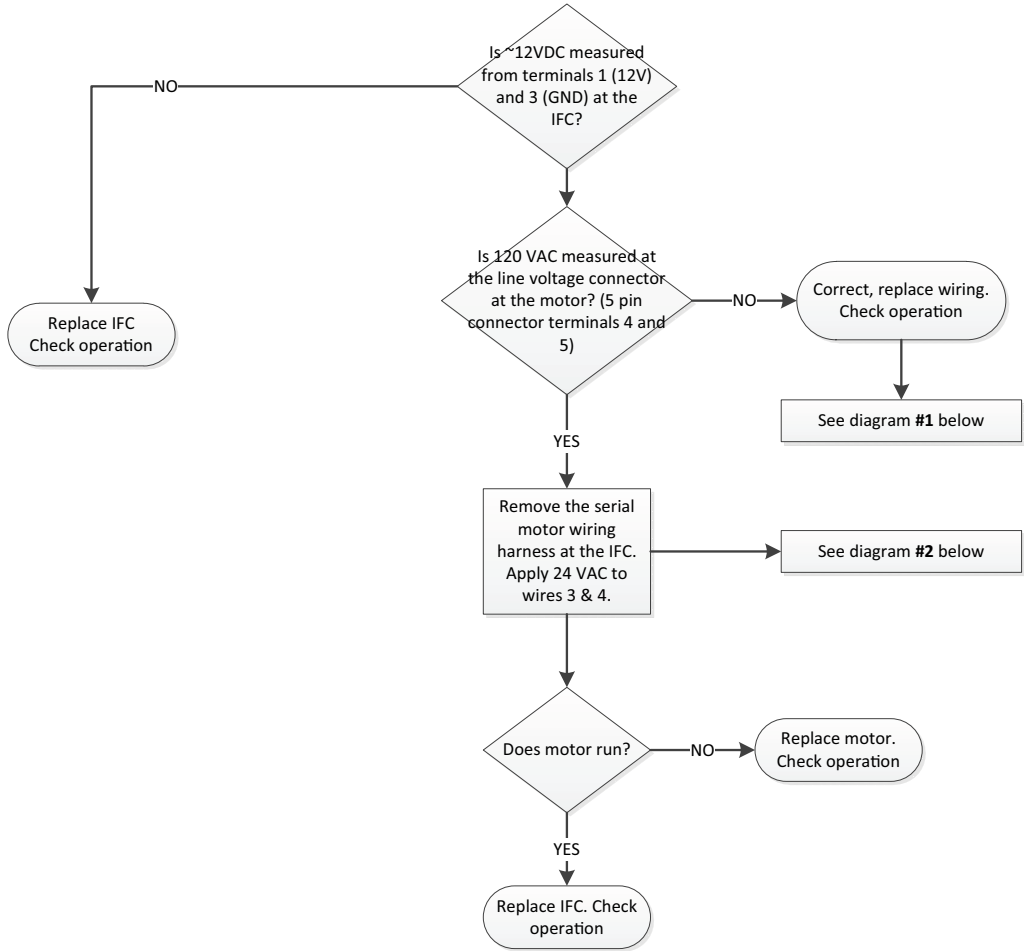 Is ~12VDC measured
from terminals 1 (12V)
and 3 (GND) at the
IFC?
NO
Is 120 VAC measured at
the line voltage connector
at the motor? (5 pin
connector terminals 4 and
5)
NO
Correct, replace wiring.
Check operation
Replace IFC
Check operation
See diagram #1 below
YES
Remove the serial
motor wiring
harness at the IFC.
Apply 24 VAC to
wires 3 & 4.
See diagram #2 below
Does motor run?
NO
Replace motor.
Check operation
YES
Replace IFC. Check
operation